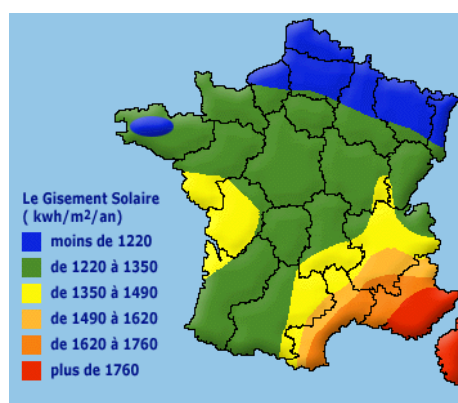 Le Gisement Solaire
( kwh/m²/an)
moins de 1220
de 1220 à 1350
de 1350 à 1490
de 1490 à 1620
de 1620 à 1760
plus de 1760